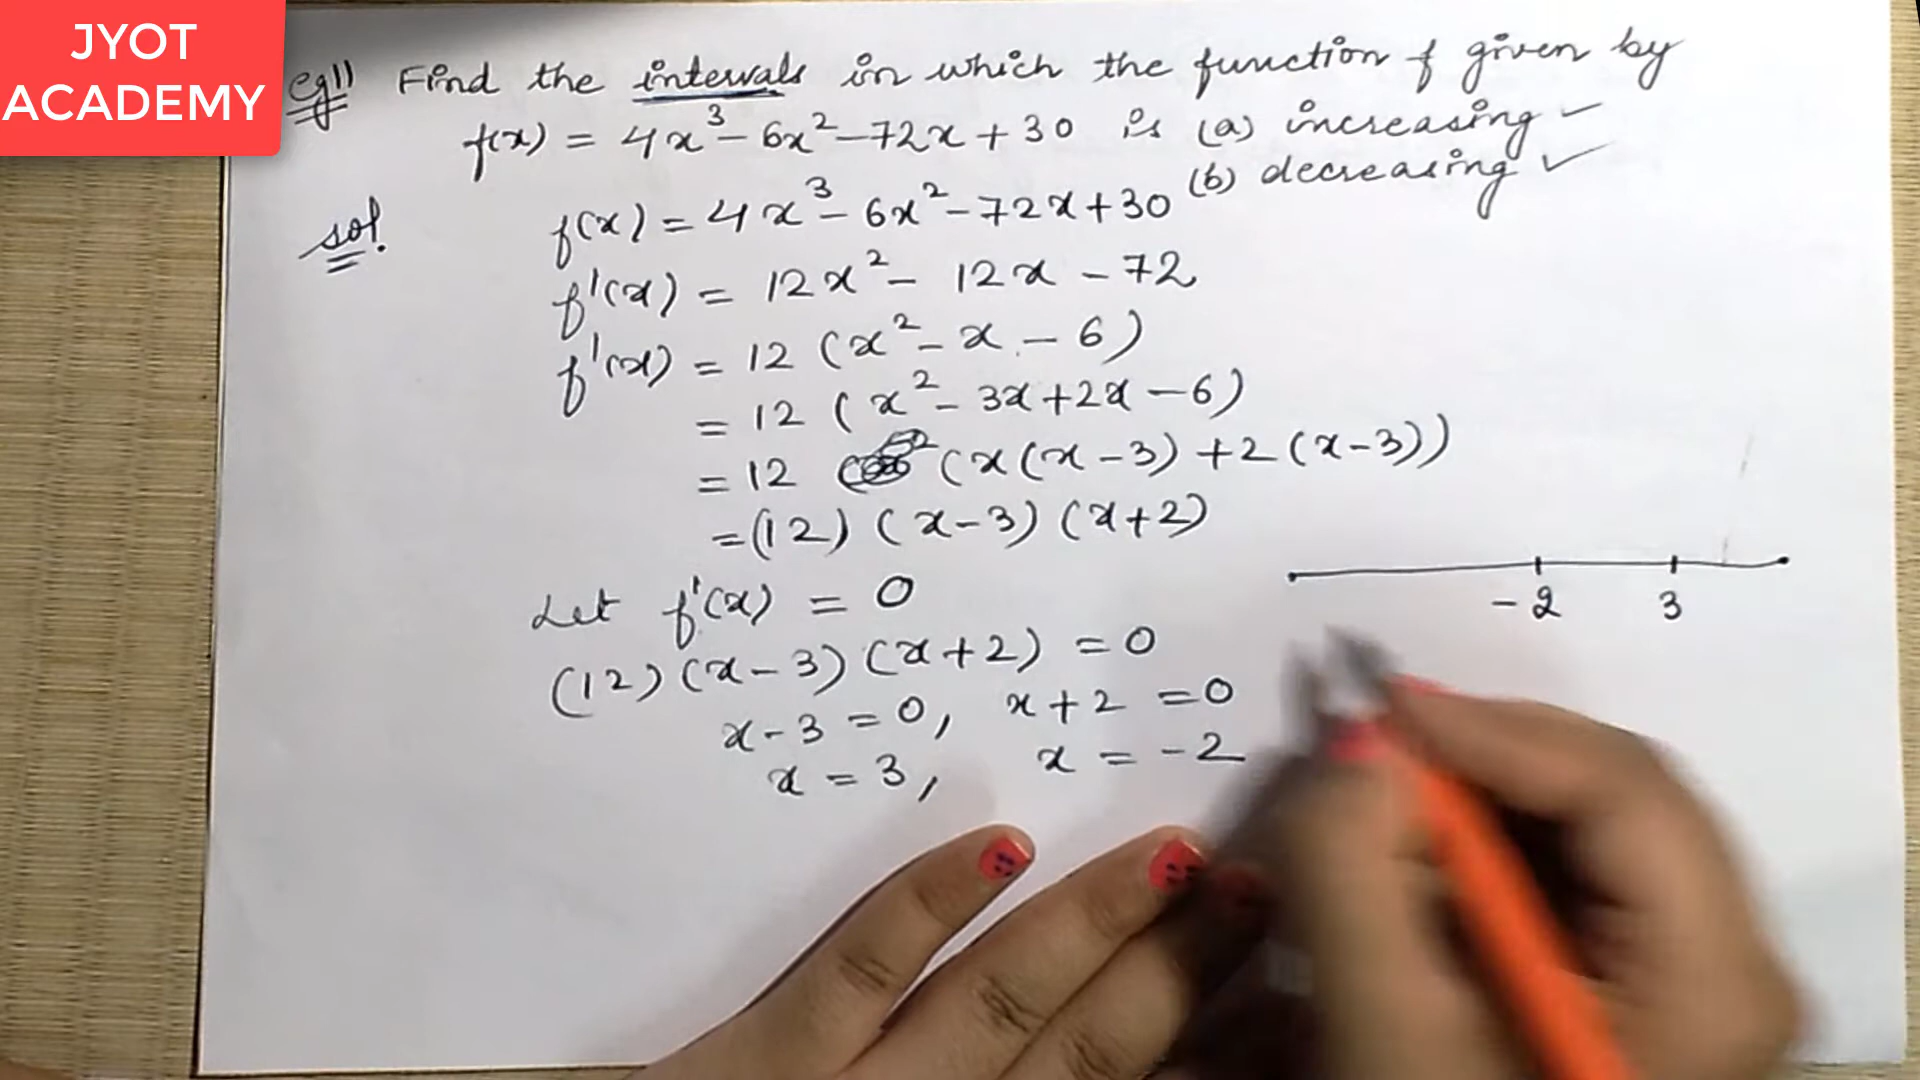 JYOT
ACADEMY
eg11 Find the intervals in which the function f given by
f(x) = 4x³ - 6x² - 72x + 30 is (a) increasing ✓
(b) decreasing ✓
sol.
f(x) = 4x³ - 6x² - 72x + 30
f'(x) = 12x² - 12x - 72
f'(x) = 12 (x² - x - 6)
= 12 (x² - 3x + 2x - 6)
= 12 (x(x - 3) + 2(x - 3))
= (12) (x - 3) (x + 2)
Let f'(x) = 0
(12) (x - 3) (x + 2) = 0
x - 3 = 0, x + 2 = 0
x = 3, x = -2
-2 3